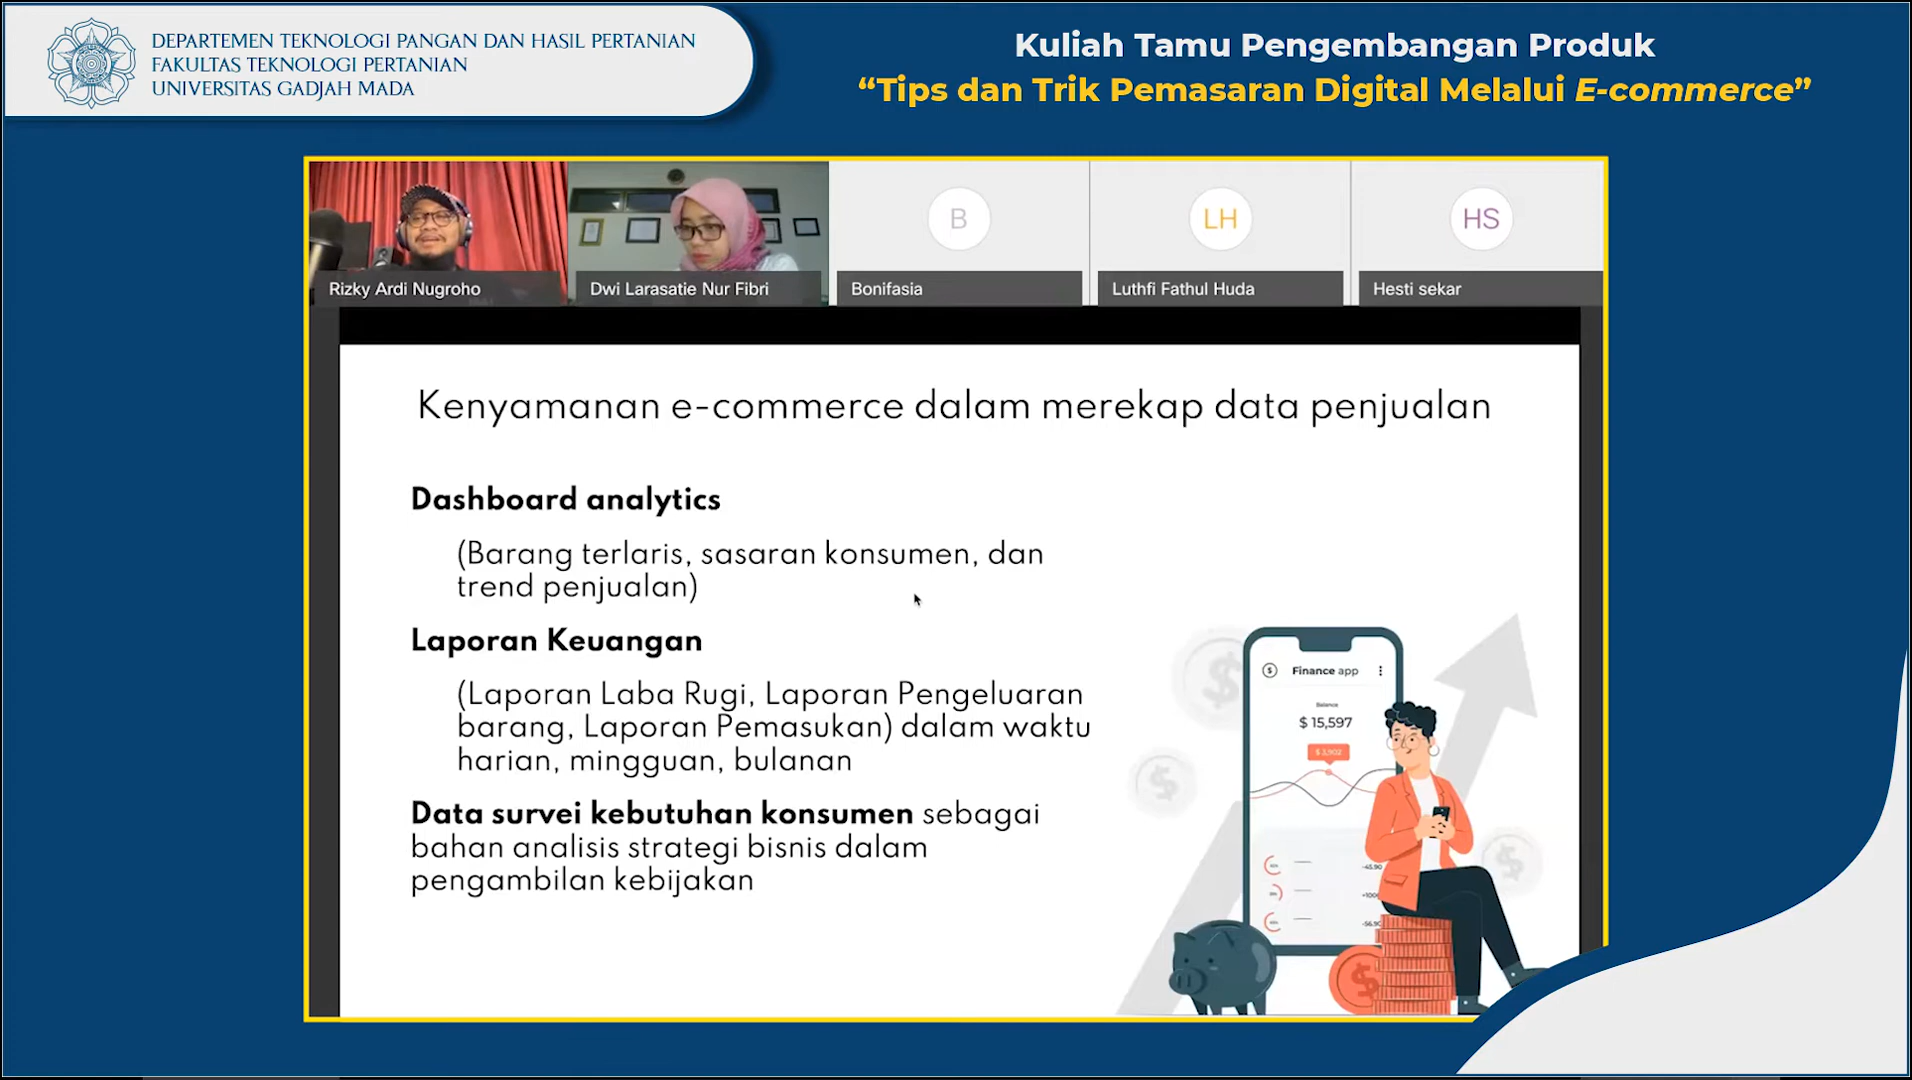 DEPARTEMEN TEKNOLOGI PANGAN DAN HASIL PERTANIAN
FAKULTAS TEKNOLOGI PERTANIAN
UNIVERSITAS GADJAH MADA
Kuliah Tamu Pengembangan Produk
“Tips dan Trik Pemasaran Digital Melalui E-commerce”
B
LH
HS
Rizky Ardi Nugroho
Dwi Larasatie Nur Fibri
Bonifasia
Luthfi Fathul Huda
Hesti sekar
Kenyamanan e-commerce dalam merekap data penjualan
Dashboard analytics
(Barang terlaris, sasaran konsumen, dan
trend penjualan)
Laporan Keuangan
(Laporan Laba Rugi, Laporan Pengeluaran
barang, Laporan Pemasukan) dalam waktu
harian, mingguan, bulanan
Data survei kebutuhan konsumen sebagai
bahan analisis strategi bisnis dalam
pengambilan kebijakan
$ Finance app
Balance
$ 15,597
$ 3,902
-45.90